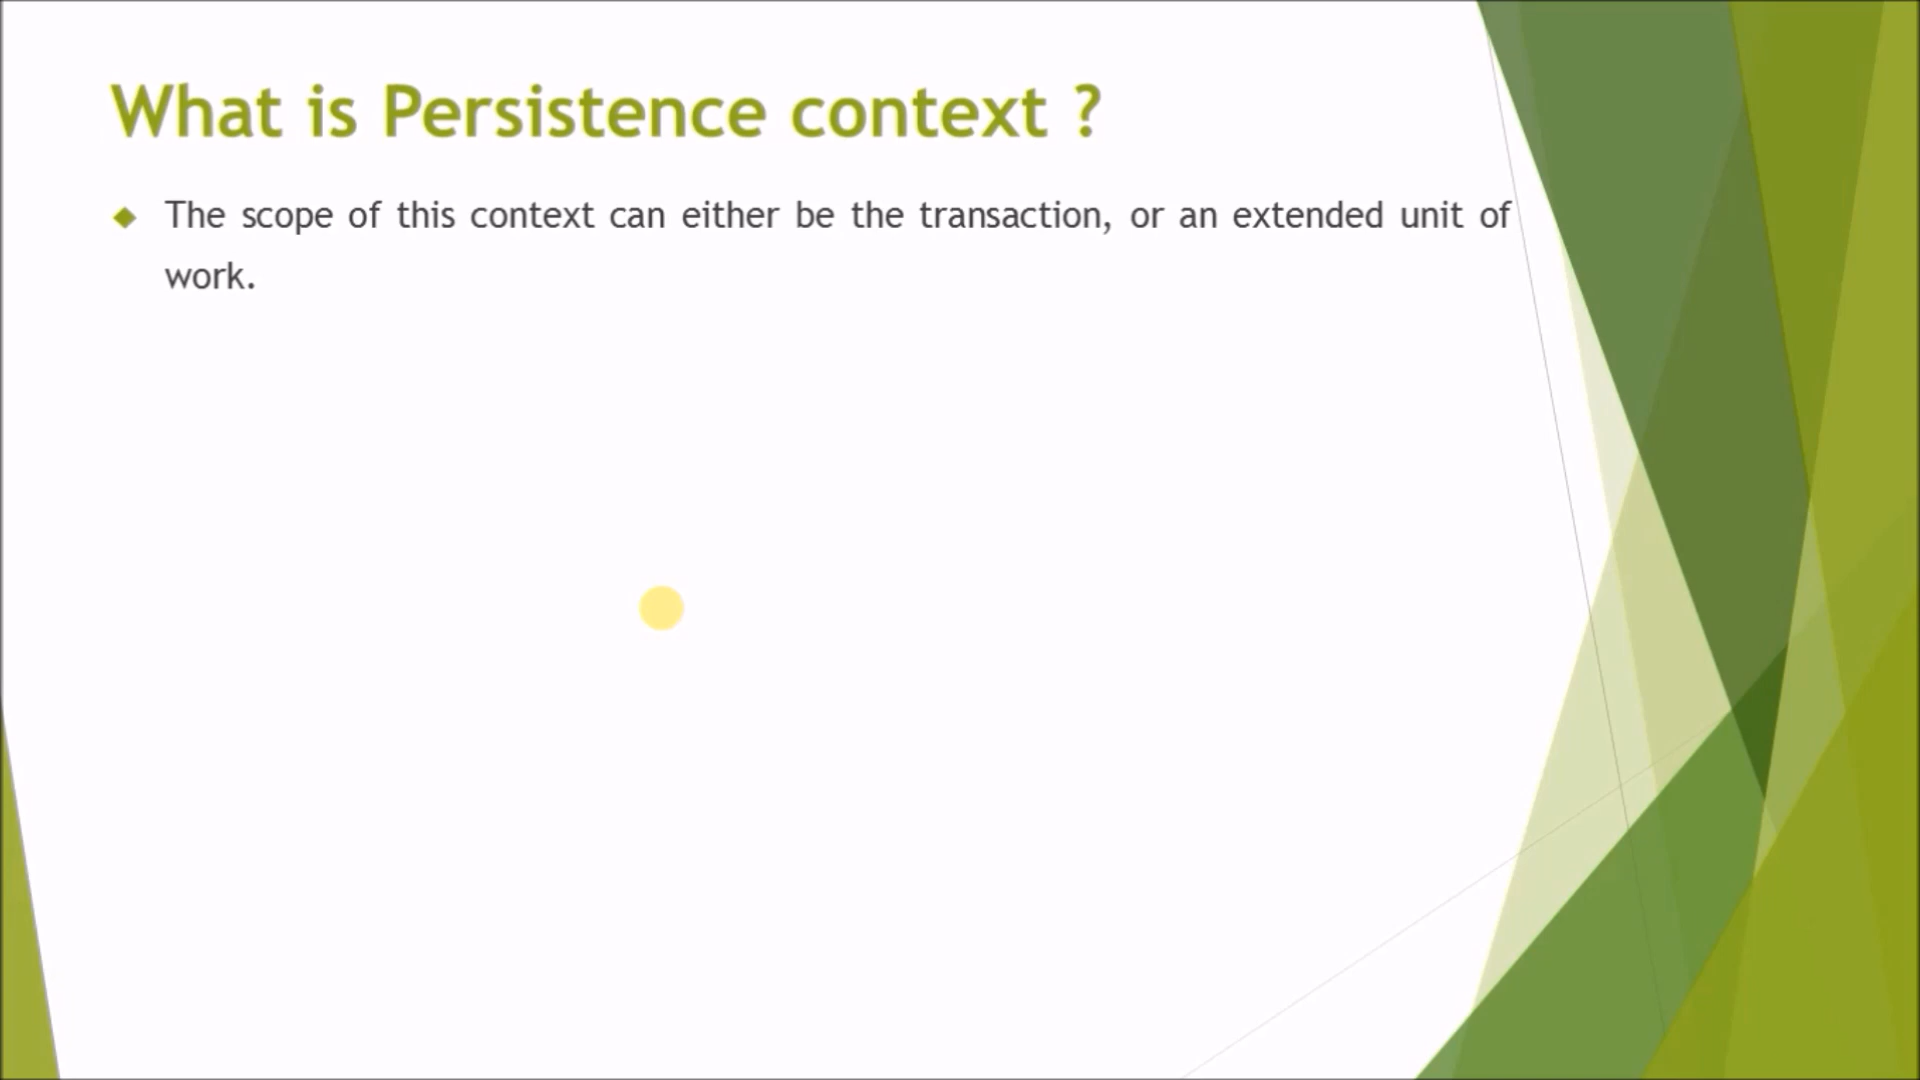 What is Persistence context ?
The scope of this context can either be the transaction, or an extended unit of
work.